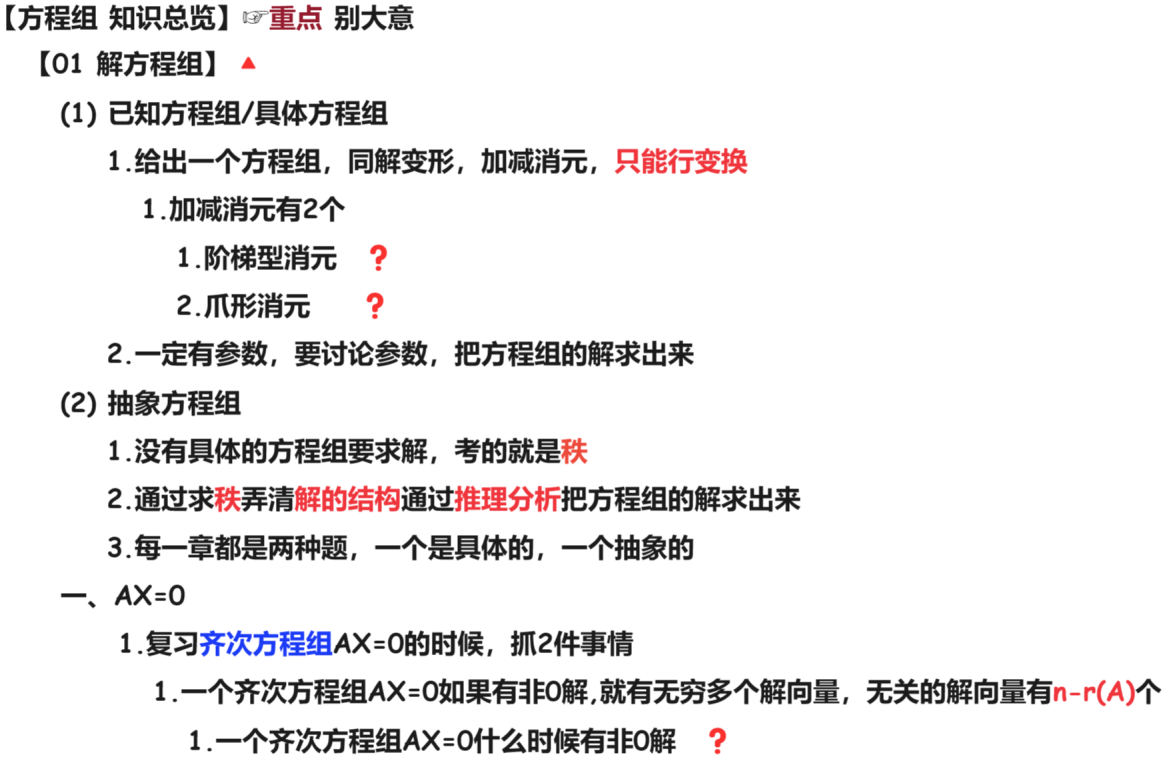 【方程组 知识总览】☞重点 别大意
【01 解方程组】🔺
(1) 已知方程组/具体方程组
1.给出一个方程组，同解变形，加减消元，只能行变换
1.加减消元有2个
1.阶梯型消元 ❓
2.爪形消元 ❓
2.一定有参数，要讨论参数，把方程组的解求出来
(2) 抽象方程组
1.没有具体的方程组要求解，考的就是秩
2.通过求秩弄清解的结构通过推理分析把方程组的解求出来
3.每一章都是两种题，一个是具体的，一个抽象的
一、AX=0
1.复习齐次方程组AX=0的时候，抓2件事情
1.一个齐次方程组AX=0如果有非0解,就有无穷多个解向量，无关的解向量有n-r(A)个
1.一个齐次方程组AX=0什么时候有非0解 ❓